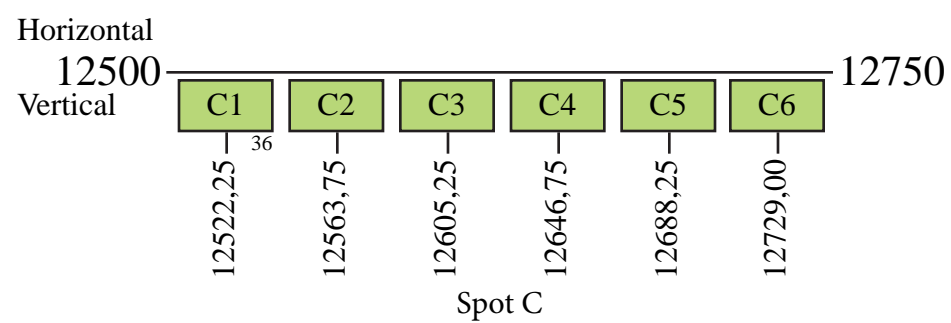 Horizontal
12500 12750
Vertical
C1 C2 C3 C4 C5 C6
36
12522,25 12563,75 12605,25 12646,75 12688,25 12729,00
Spot C